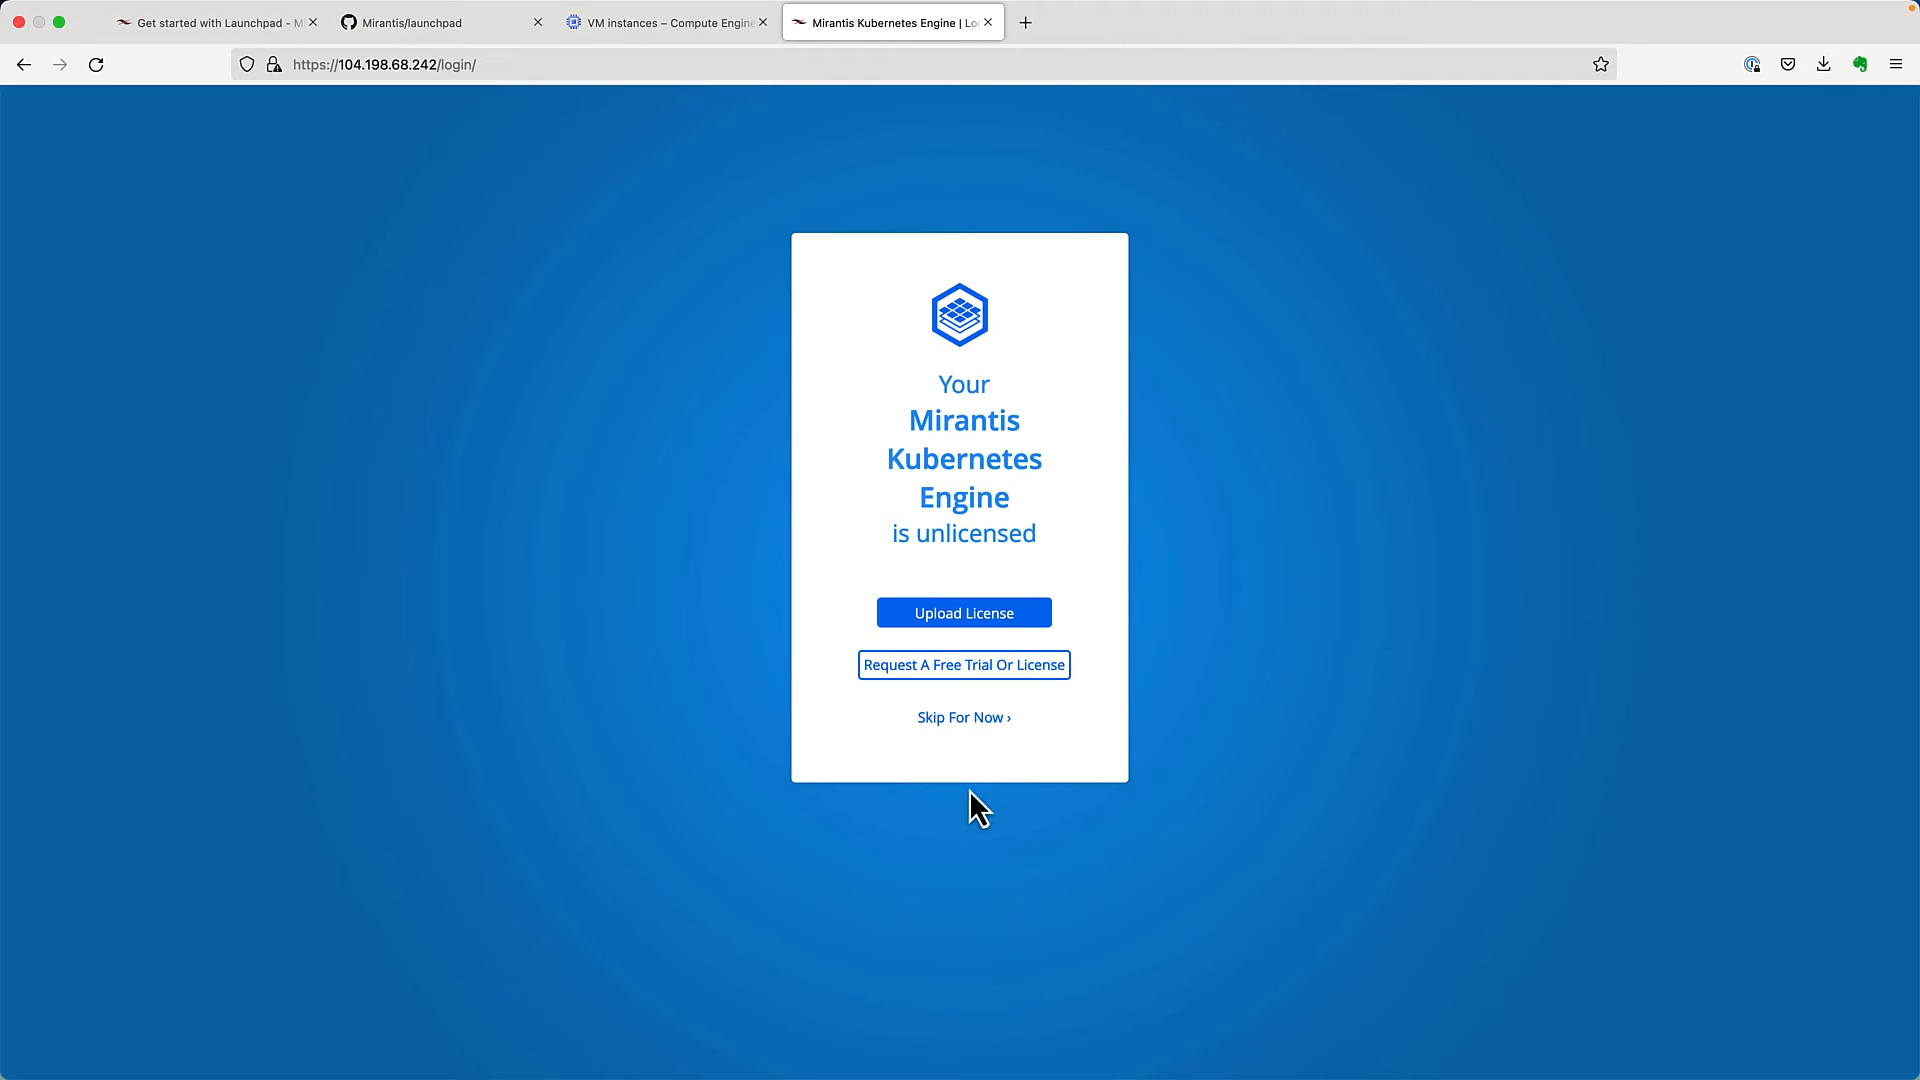 Get started with Launchpad - M
Mirantis/launchpad
VM instances – Compute Engine
Mirantis Kubernetes Engine | Lo
https://104.198.68.242/login/
Your
Mirantis
Kubernetes
Engine
is unlicensed
Upload License
Request A Free Trial Or License
Skip For Now ›